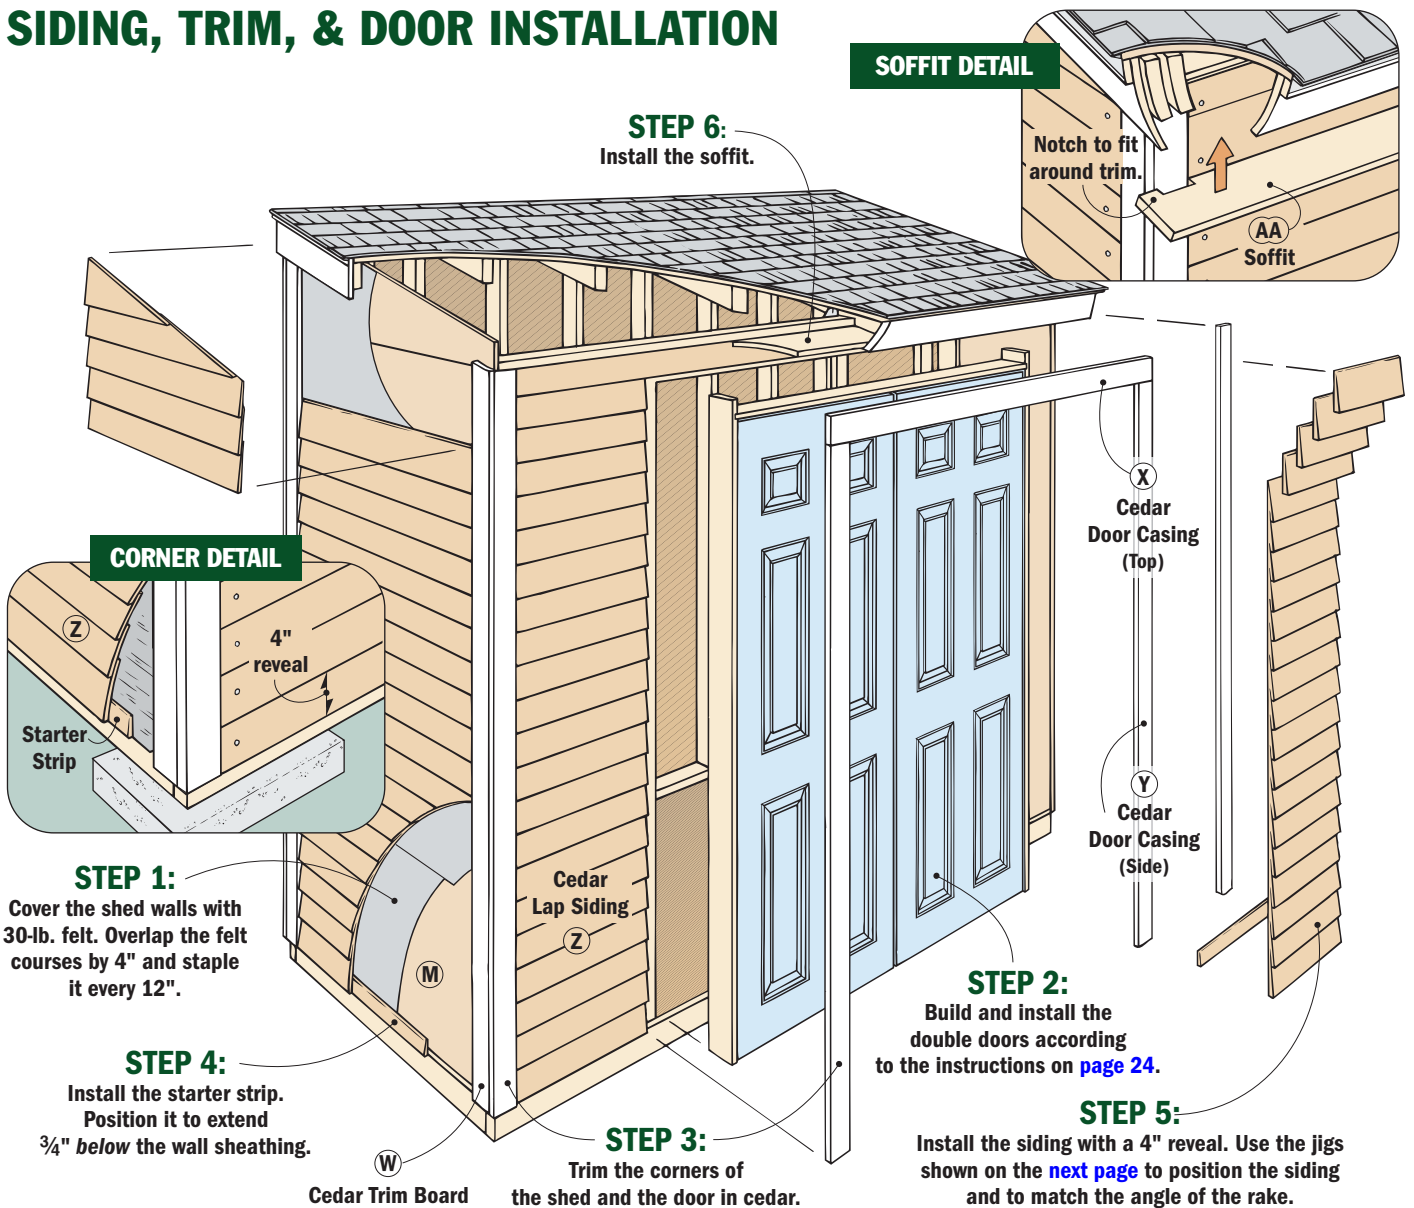 SIDING, TRIM, & DOOR INSTALLATION
SOFFIT DETAIL
Notch to fit
around trim.
AA
Soffit
STEP 6:
Install the soffit.
X
Cedar
Door Casing
(Top)
CORNER DETAIL
Z
4"
reveal
Starter
Strip
Y
Cedar
Door Casing
(Side)
STEP 1:
Cover the shed walls with
30-lb. felt. Overlap the felt
courses by 4" and staple
it every 12".
Cedar
Lap Siding
Z
M
STEP 2:
Build and install the
double doors according
to the instructions on page 24.
STEP 4:
Install the starter strip.
Position it to extend
3⁄4" below the wall sheathing.
W
Cedar Trim Board
STEP 3:
Trim the corners of
the shed and the door in cedar.
STEP 5:
Install the siding with a 4" reveal. Use the jigs
shown on the next page to position the siding
and to match the angle of the rake.